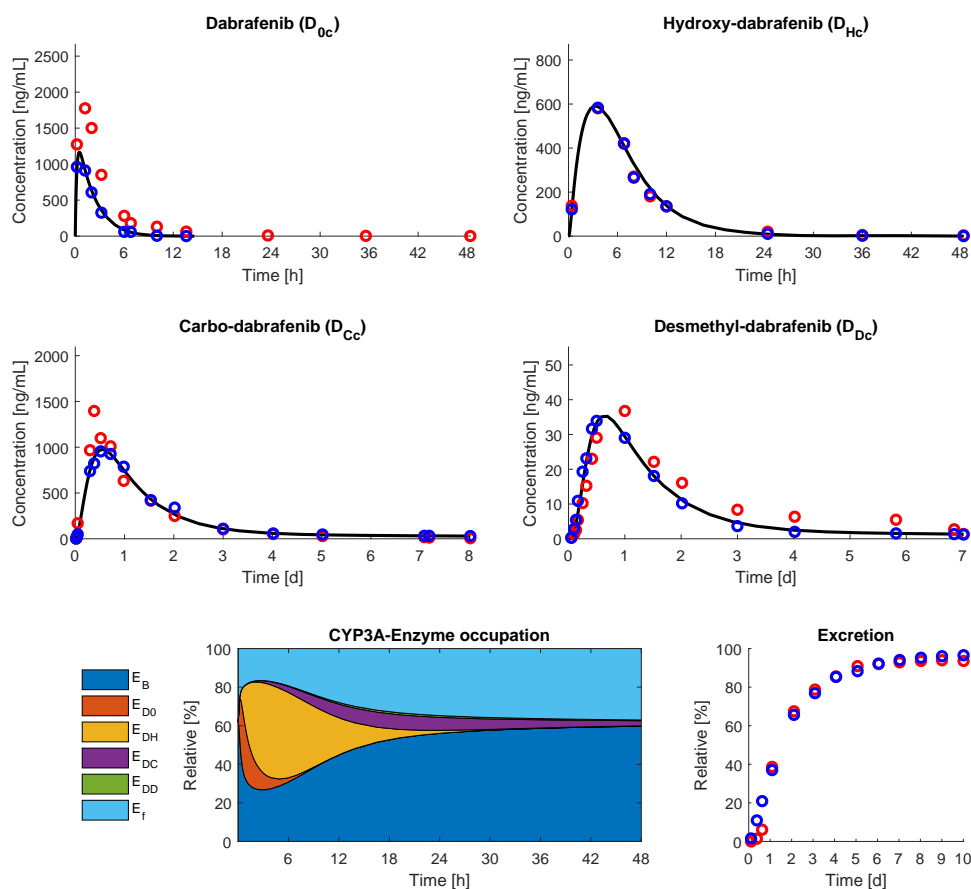 Dabrafenib (D0c)
Concentration [ng/mL]
2500
2000
1500
1000
500
0
0 6 12 18 24 30 36 42 48
Time [h]
Hydroxy-dabrafenib (DHc)
Concentration [ng/mL]
800
600
400
200
0
0 6 12 18 24 30 36 42 48
Time [h]
Carbo-dabrafenib (DCc)
Concentration [ng/mL]
2000
1500
1000
500
0
0 1 2 3 4 5 6 7 8
Time [d]
Desmethyl-dabrafenib (DDc)
Concentration [ng/mL]
50
40
30
20
10
0
0 1 2 3 4 5 6 7
Time [d]
EB
ED0
EDH
EDC
EDD
Ef
CYP3A-Enzyme occupation
Relative [%]
100
80
60
40
20
0
6 12 18 24 30 36 42 48
Time [h]
Excretion
Relative [%]
100
80
60
40
20
0
0 1 2 3 4 5 6 7 8 9 10
Time [d]